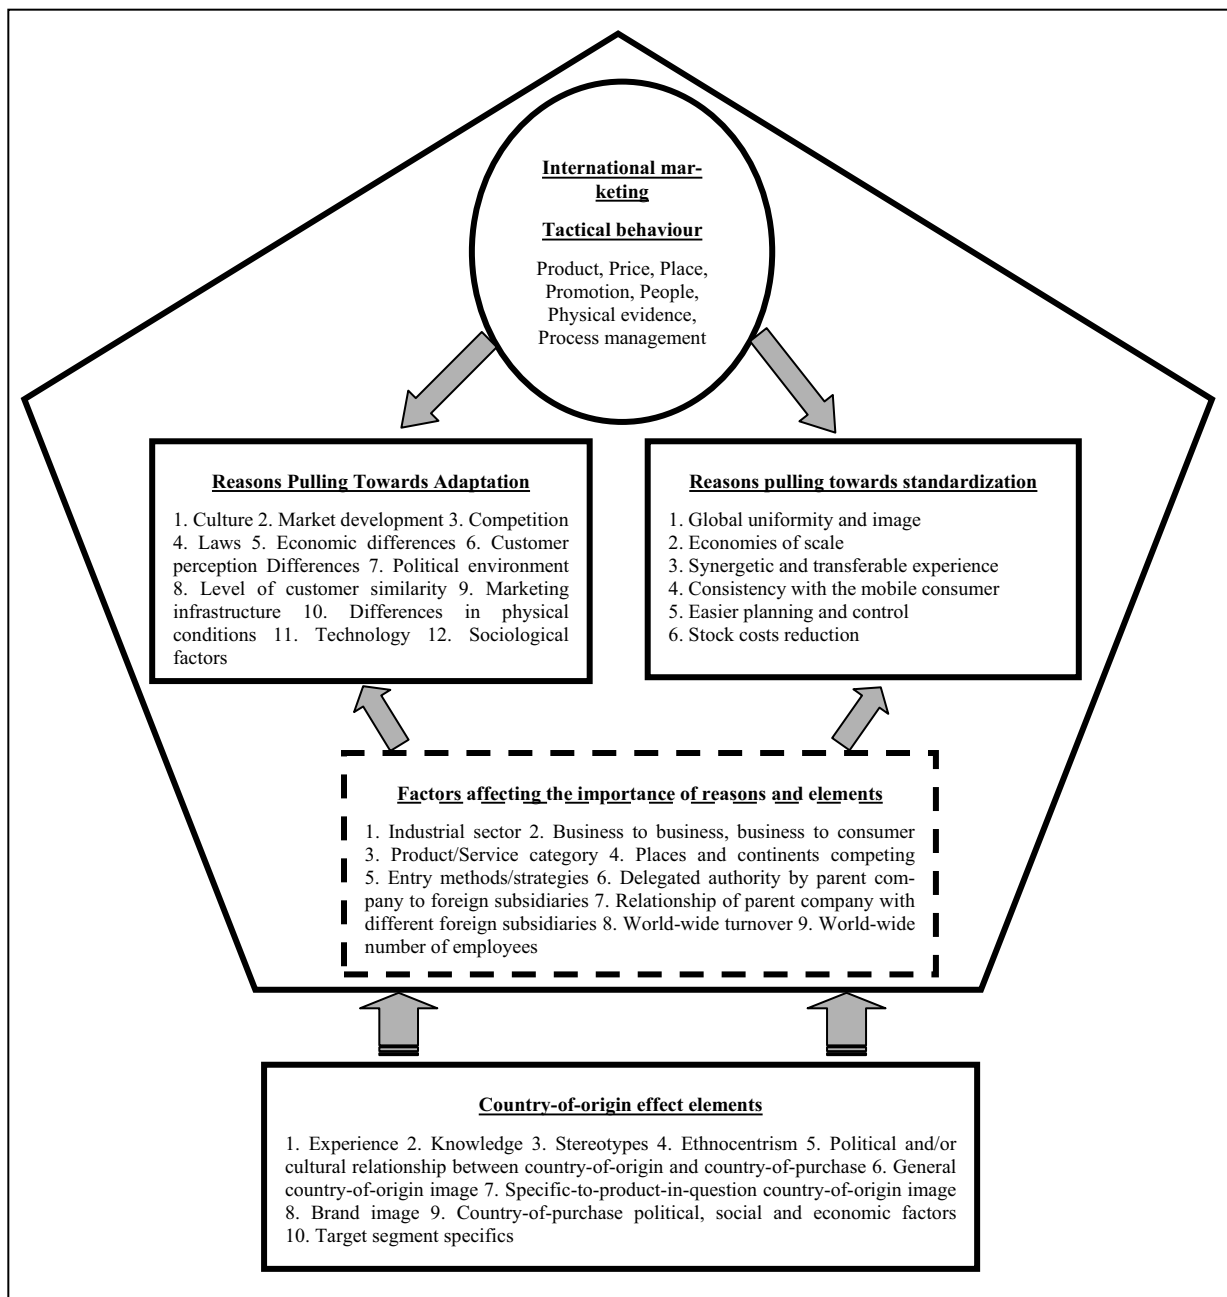 International mar-
keting
Tactical behaviour
Product, Price, Place,
Promotion, People,
Physical evidence,
Process management
Reasons Pulling Towards Adaptation
1. Culture 2. Market development 3. Competition
4. Laws 5. Economic differences 6. Customer
perception Differences 7. Political environment
8. Level of customer similarity 9. Marketing
infrastructure 10. Differences in physical
conditions 11. Technology 12. Sociological
factors
Reasons pulling towards standardization
1. Global uniformity and image
2. Economies of scale
3. Synergetic and transferable experience
4. Consistency with the mobile consumer
5. Easier planning and control
6. Stock costs reduction
Factors affecting the importance of reasons and elements
1. Industrial sector 2. Business to business, business to consumer
3. Product/Service category 4. Places and continents competing
5. Entry methods/strategies 6. Delegated authority by parent com-
pany to foreign subsidiaries 7. Relationship of parent company with
different foreign subsidiaries 8. World-wide turnover 9. World-wide
number of employees
Country-of-origin effect elements
1. Experience 2. Knowledge 3. Stereotypes 4. Ethnocentrism 5. Political and/or
cultural relationship between country-of-origin and country-of-purchase 6. General
country-of-origin image 7. Specific-to-product-in-question country-of-origin image
8. Brand image 9. Country-of-purchase political, social and economic factors
10. Target segment specifics